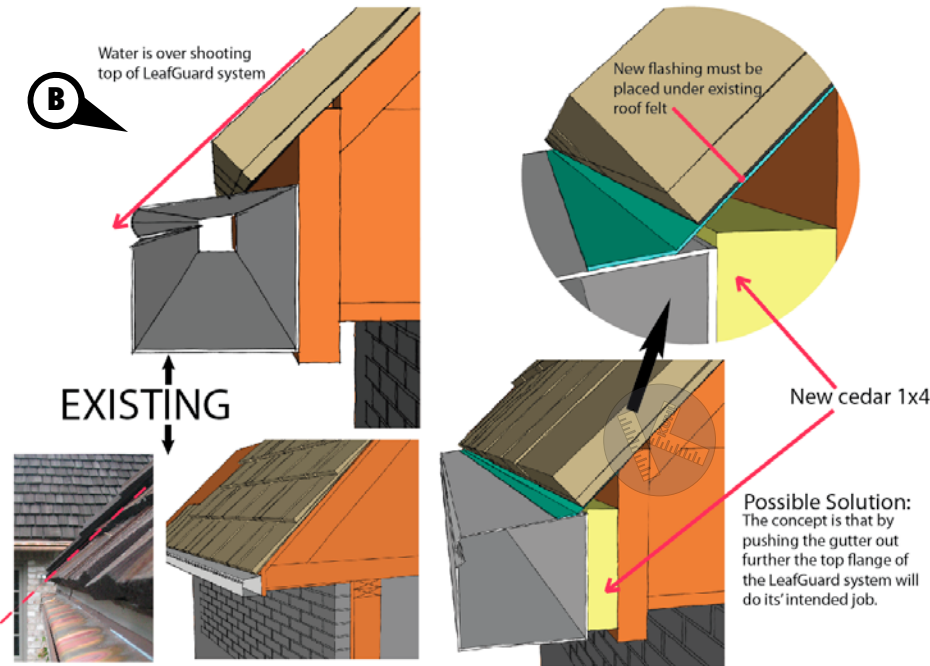 Water is over shooting
top of LeafGuard system
B
New flashing must be
placed under existing
roof felt
EXISTING
New cedar 1x4
Possible Solution:
The concept is that by
pushing the gutter out
further the top flange of
the LeafGuard system will
do its' intended job.